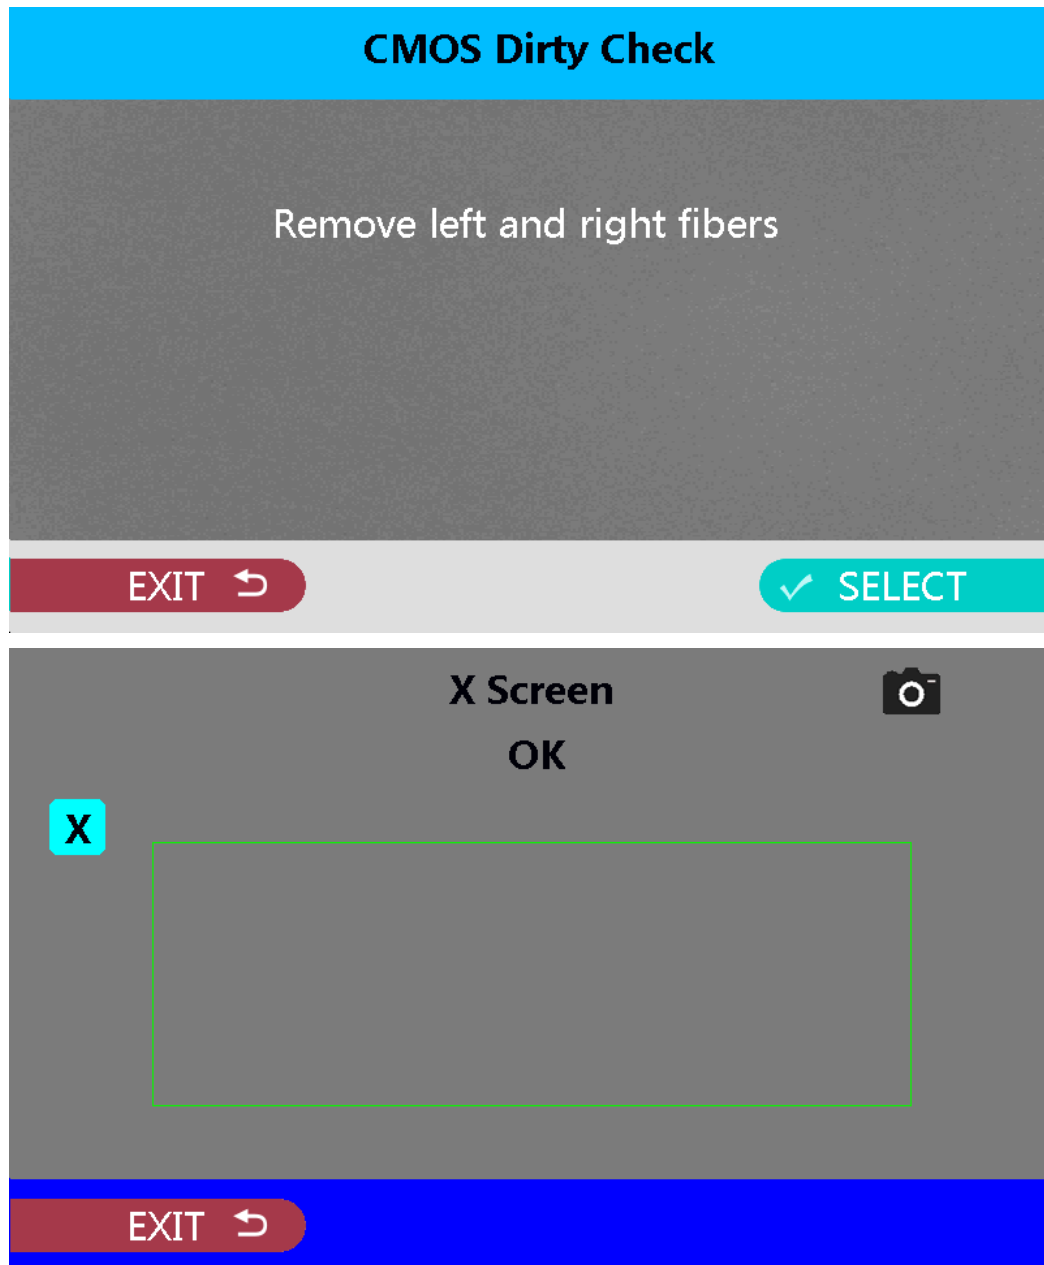 CMOS Dirty Check
Remove left and right fibers
EXIT
SELECT
X Screen
OK
X
EXIT